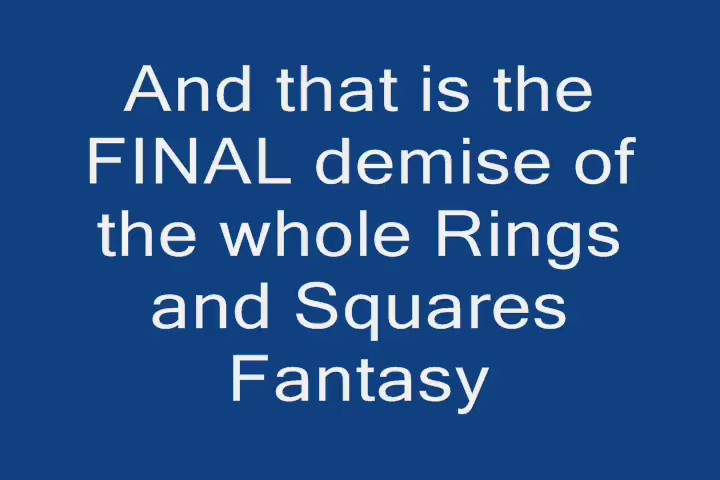 And that is the
FINAL demise of
the whole Rings
and Squares
Fantasy